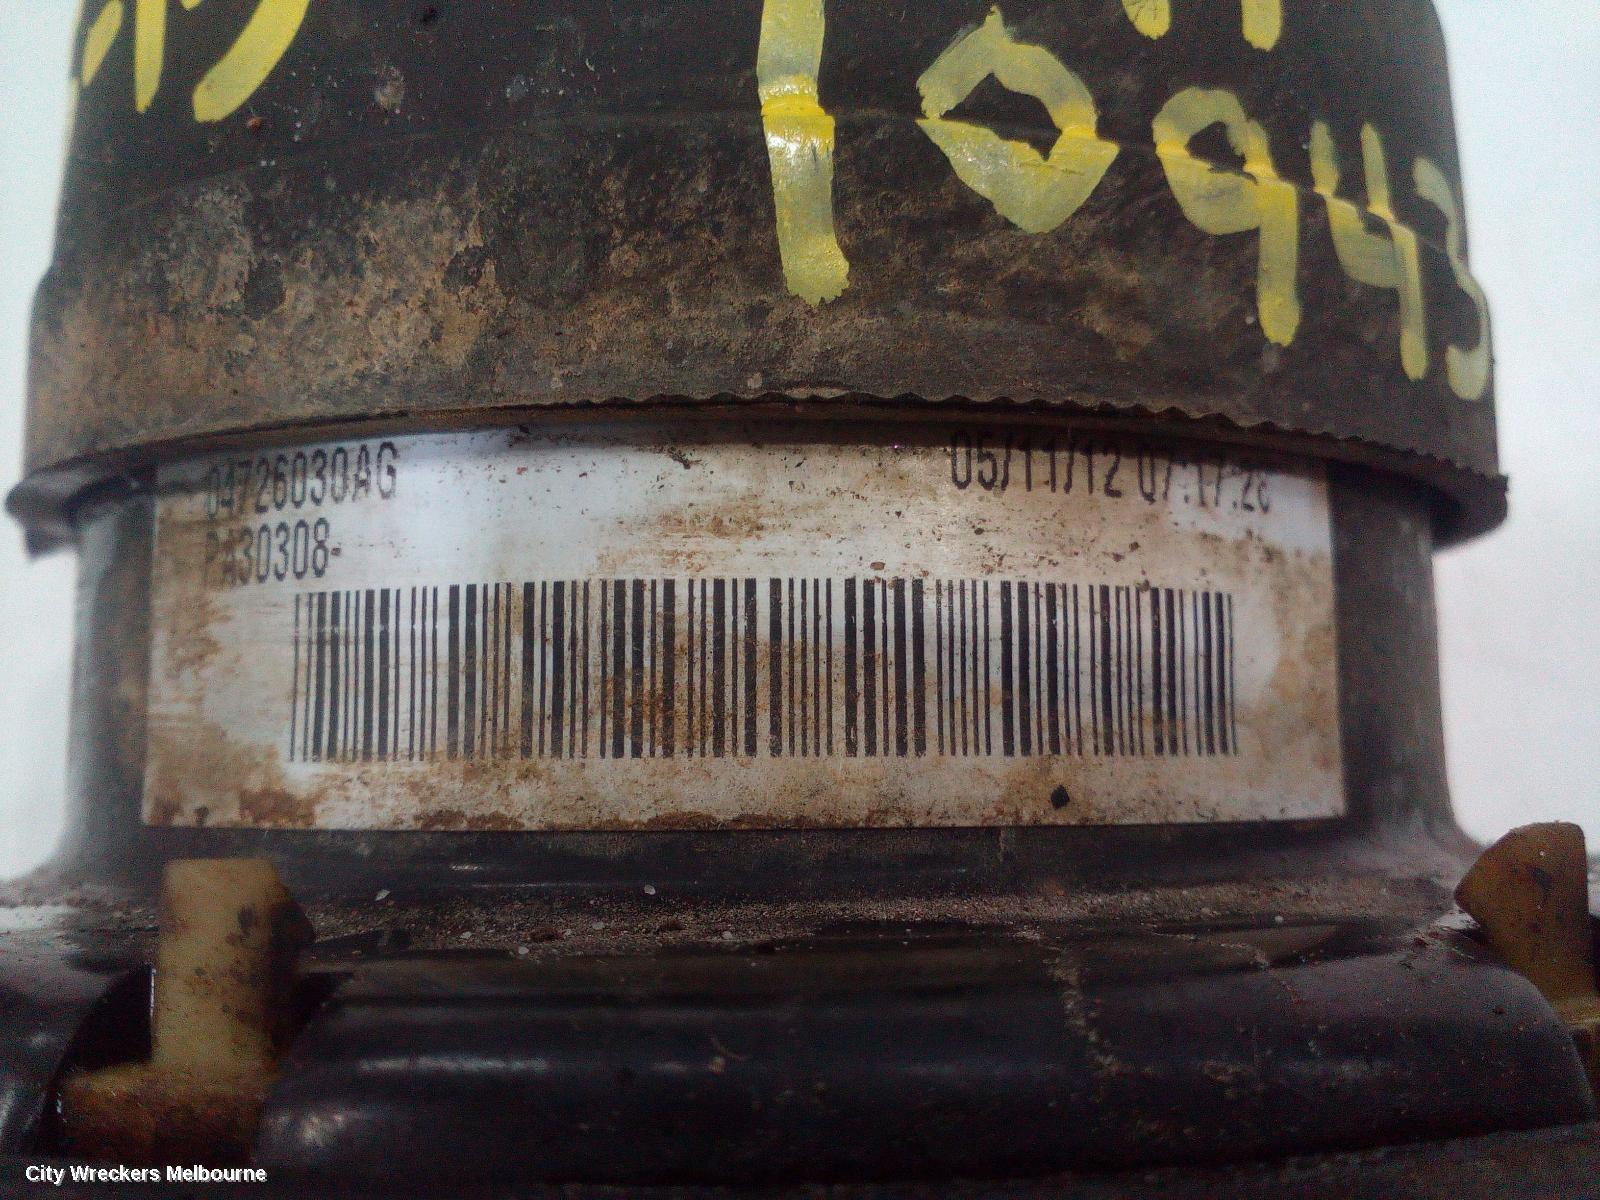 10943
04726030AG
05/11/12 07:17:28
PA30308-
City Wreckers Melbourne